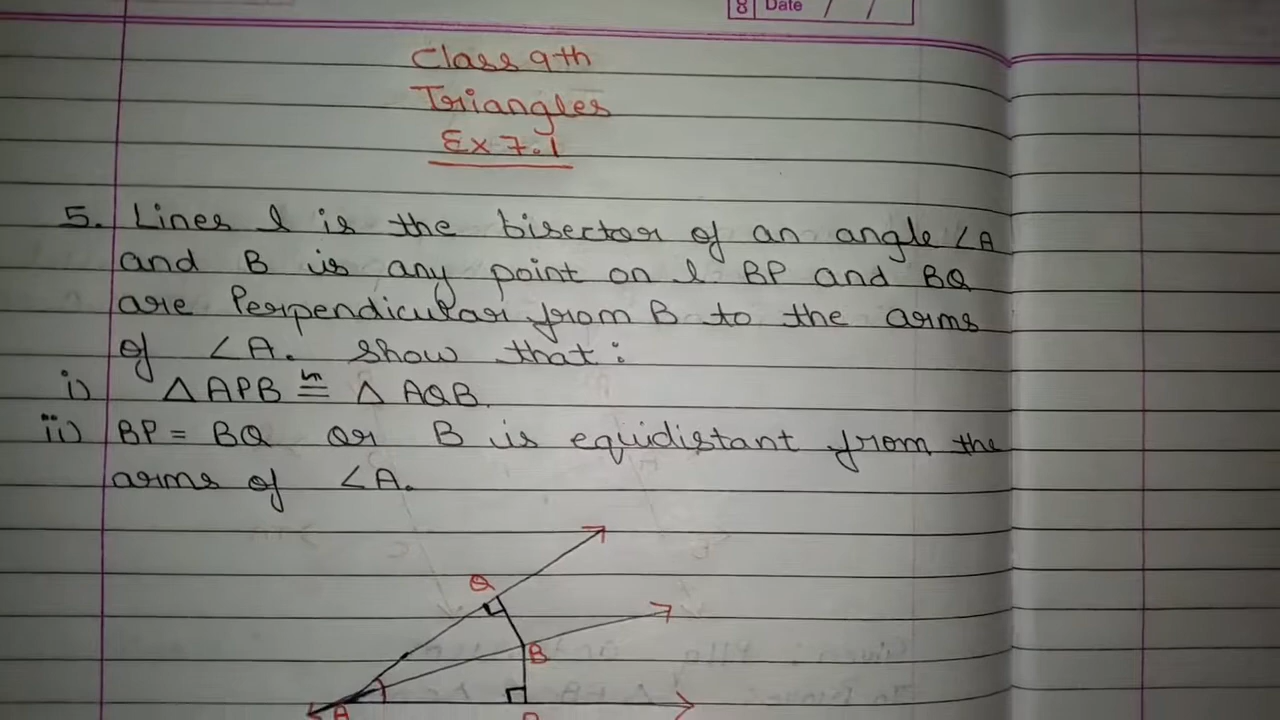 8 Date / /
Class 9th
Triangles
Ex 7.1
5. Lines l is the bisector of an angle ∠A
and B is any point on l. BP and BQ
are Perpendicular from B to the arms
of ∠A. show that:
i) △ APB ≅ △ AQB.
ii) BP = BQ or B is equidistant from the
arms of ∠A.
Q
B
A